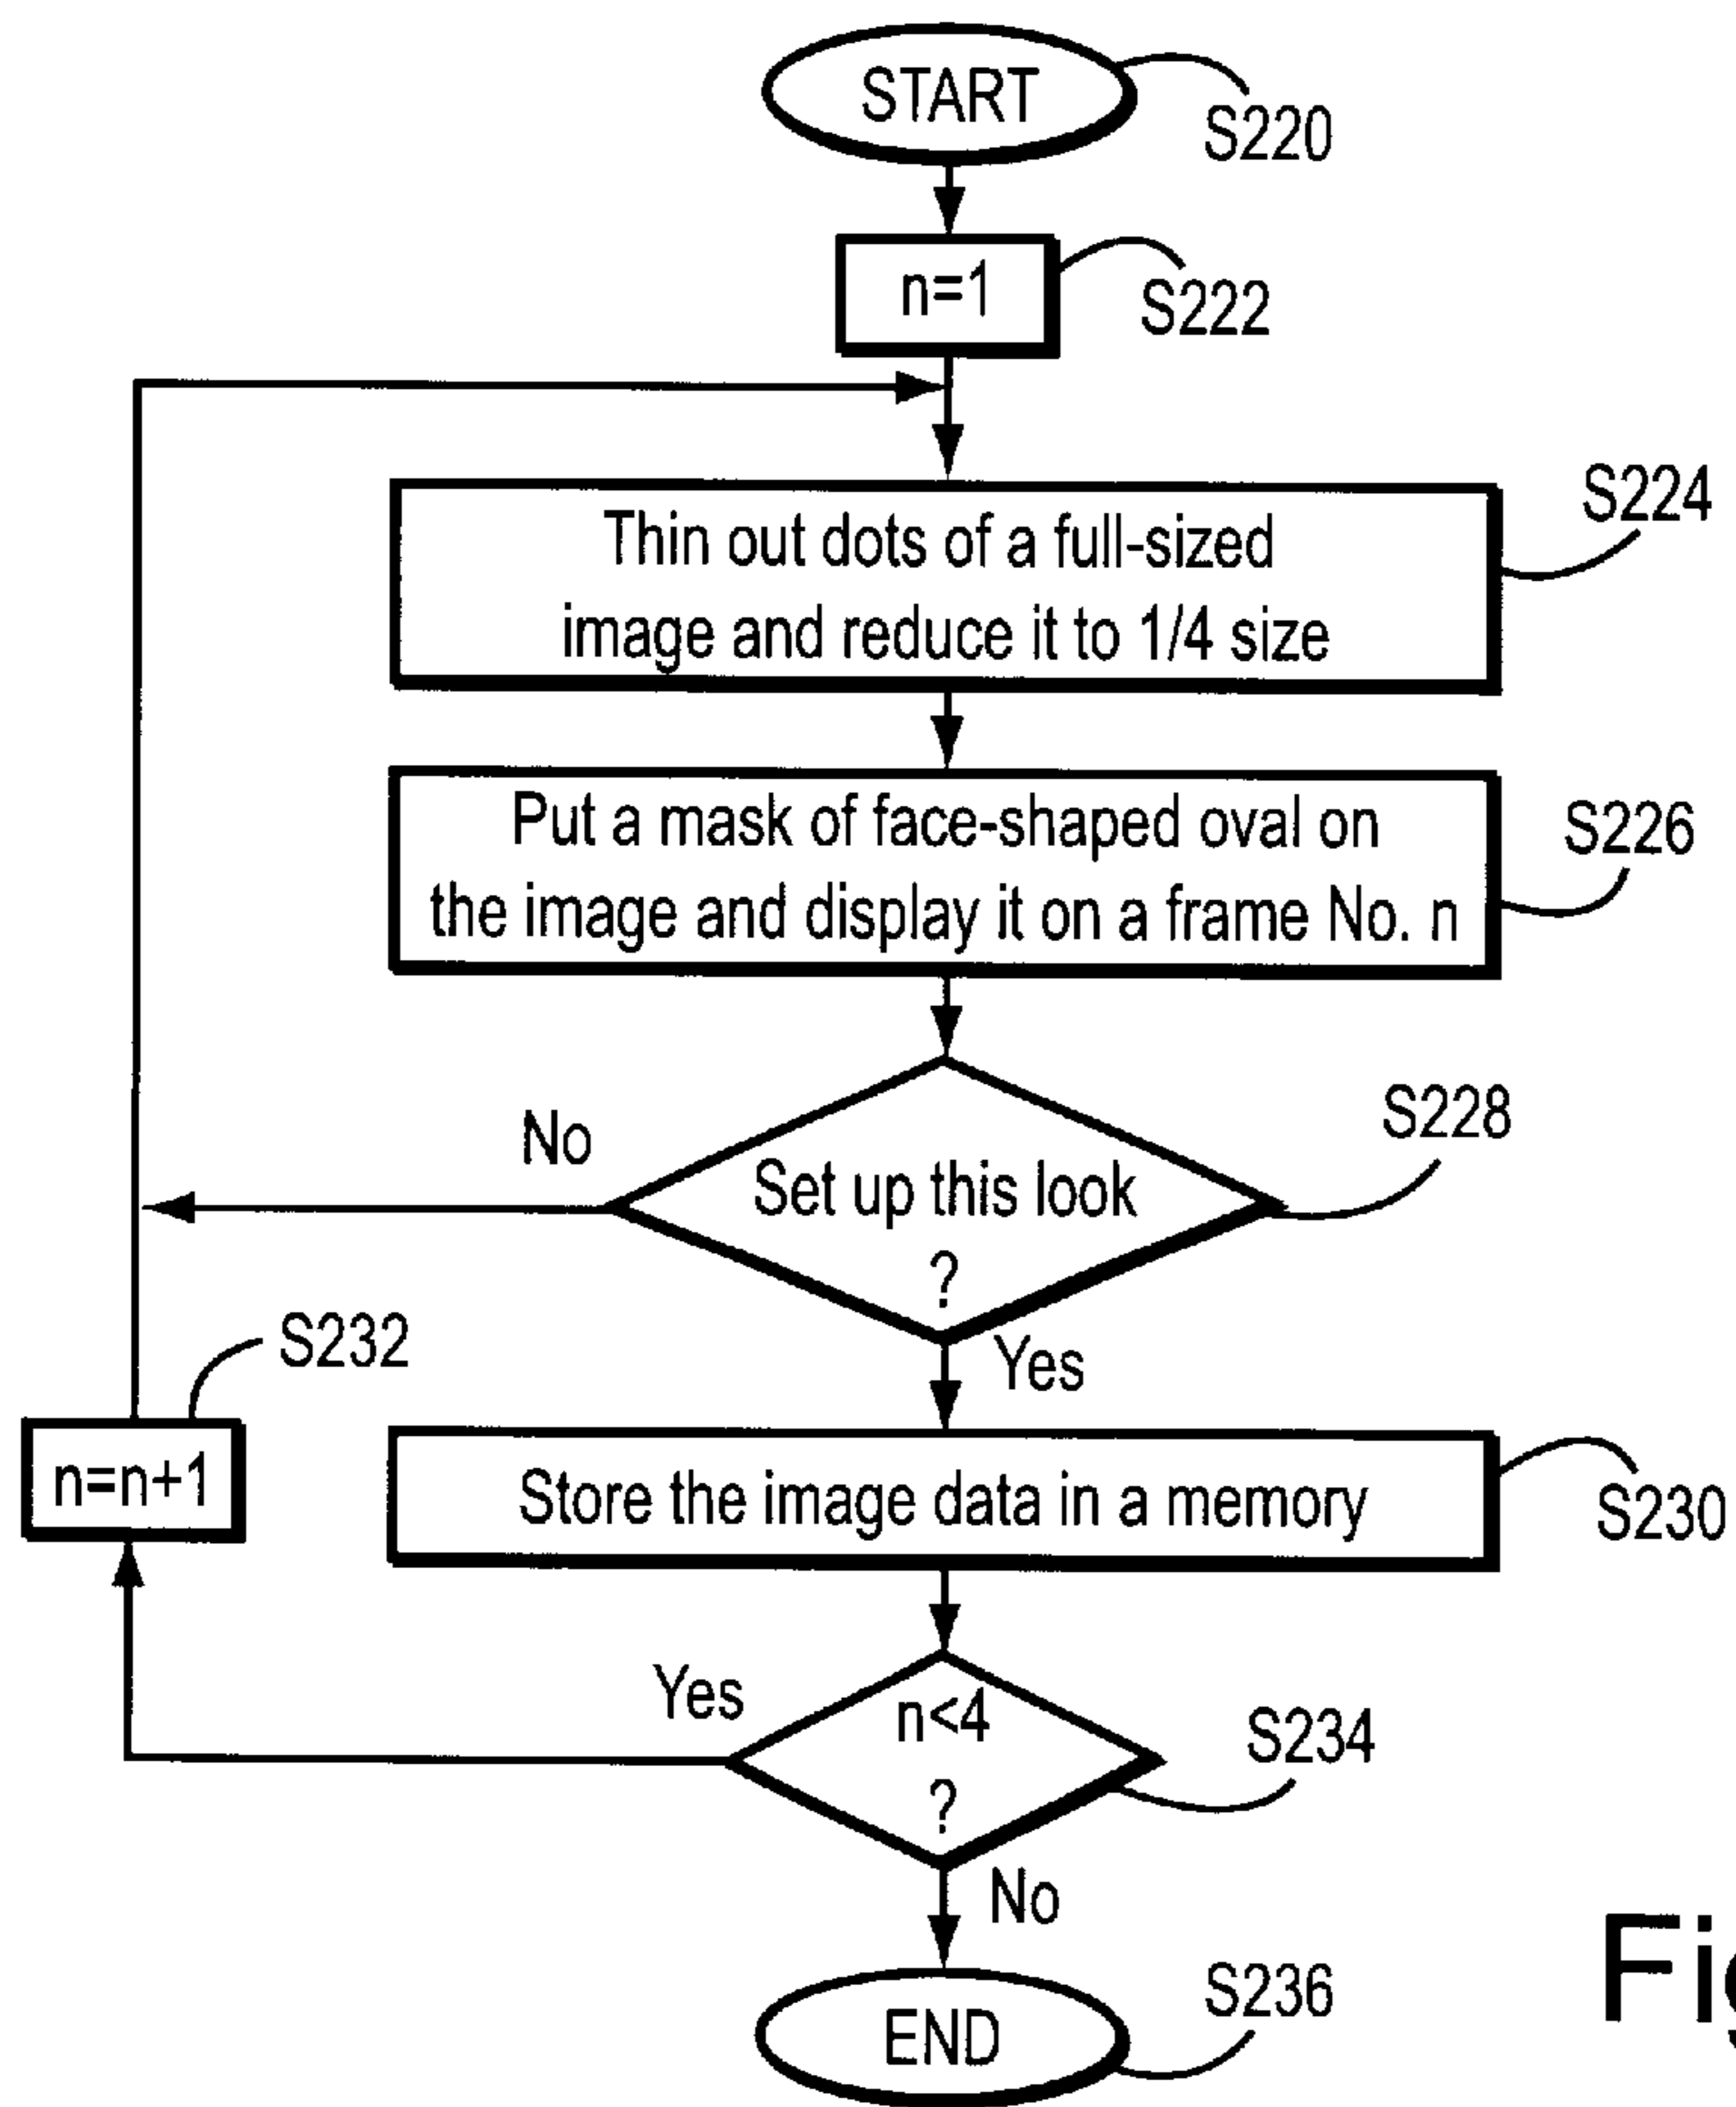 START
S220
n=1
S222
Thin out dots of a full-sized
image and reduce it to 1/4 size
S224
Put a mask of face-shaped oval on
the image and display it on a frame No. n
S226
No
Set up this look
?
S228
Yes
S232
n=n+1
Store the image data in a memory
S230
Yes
n<4
?
S234
No
END
S236